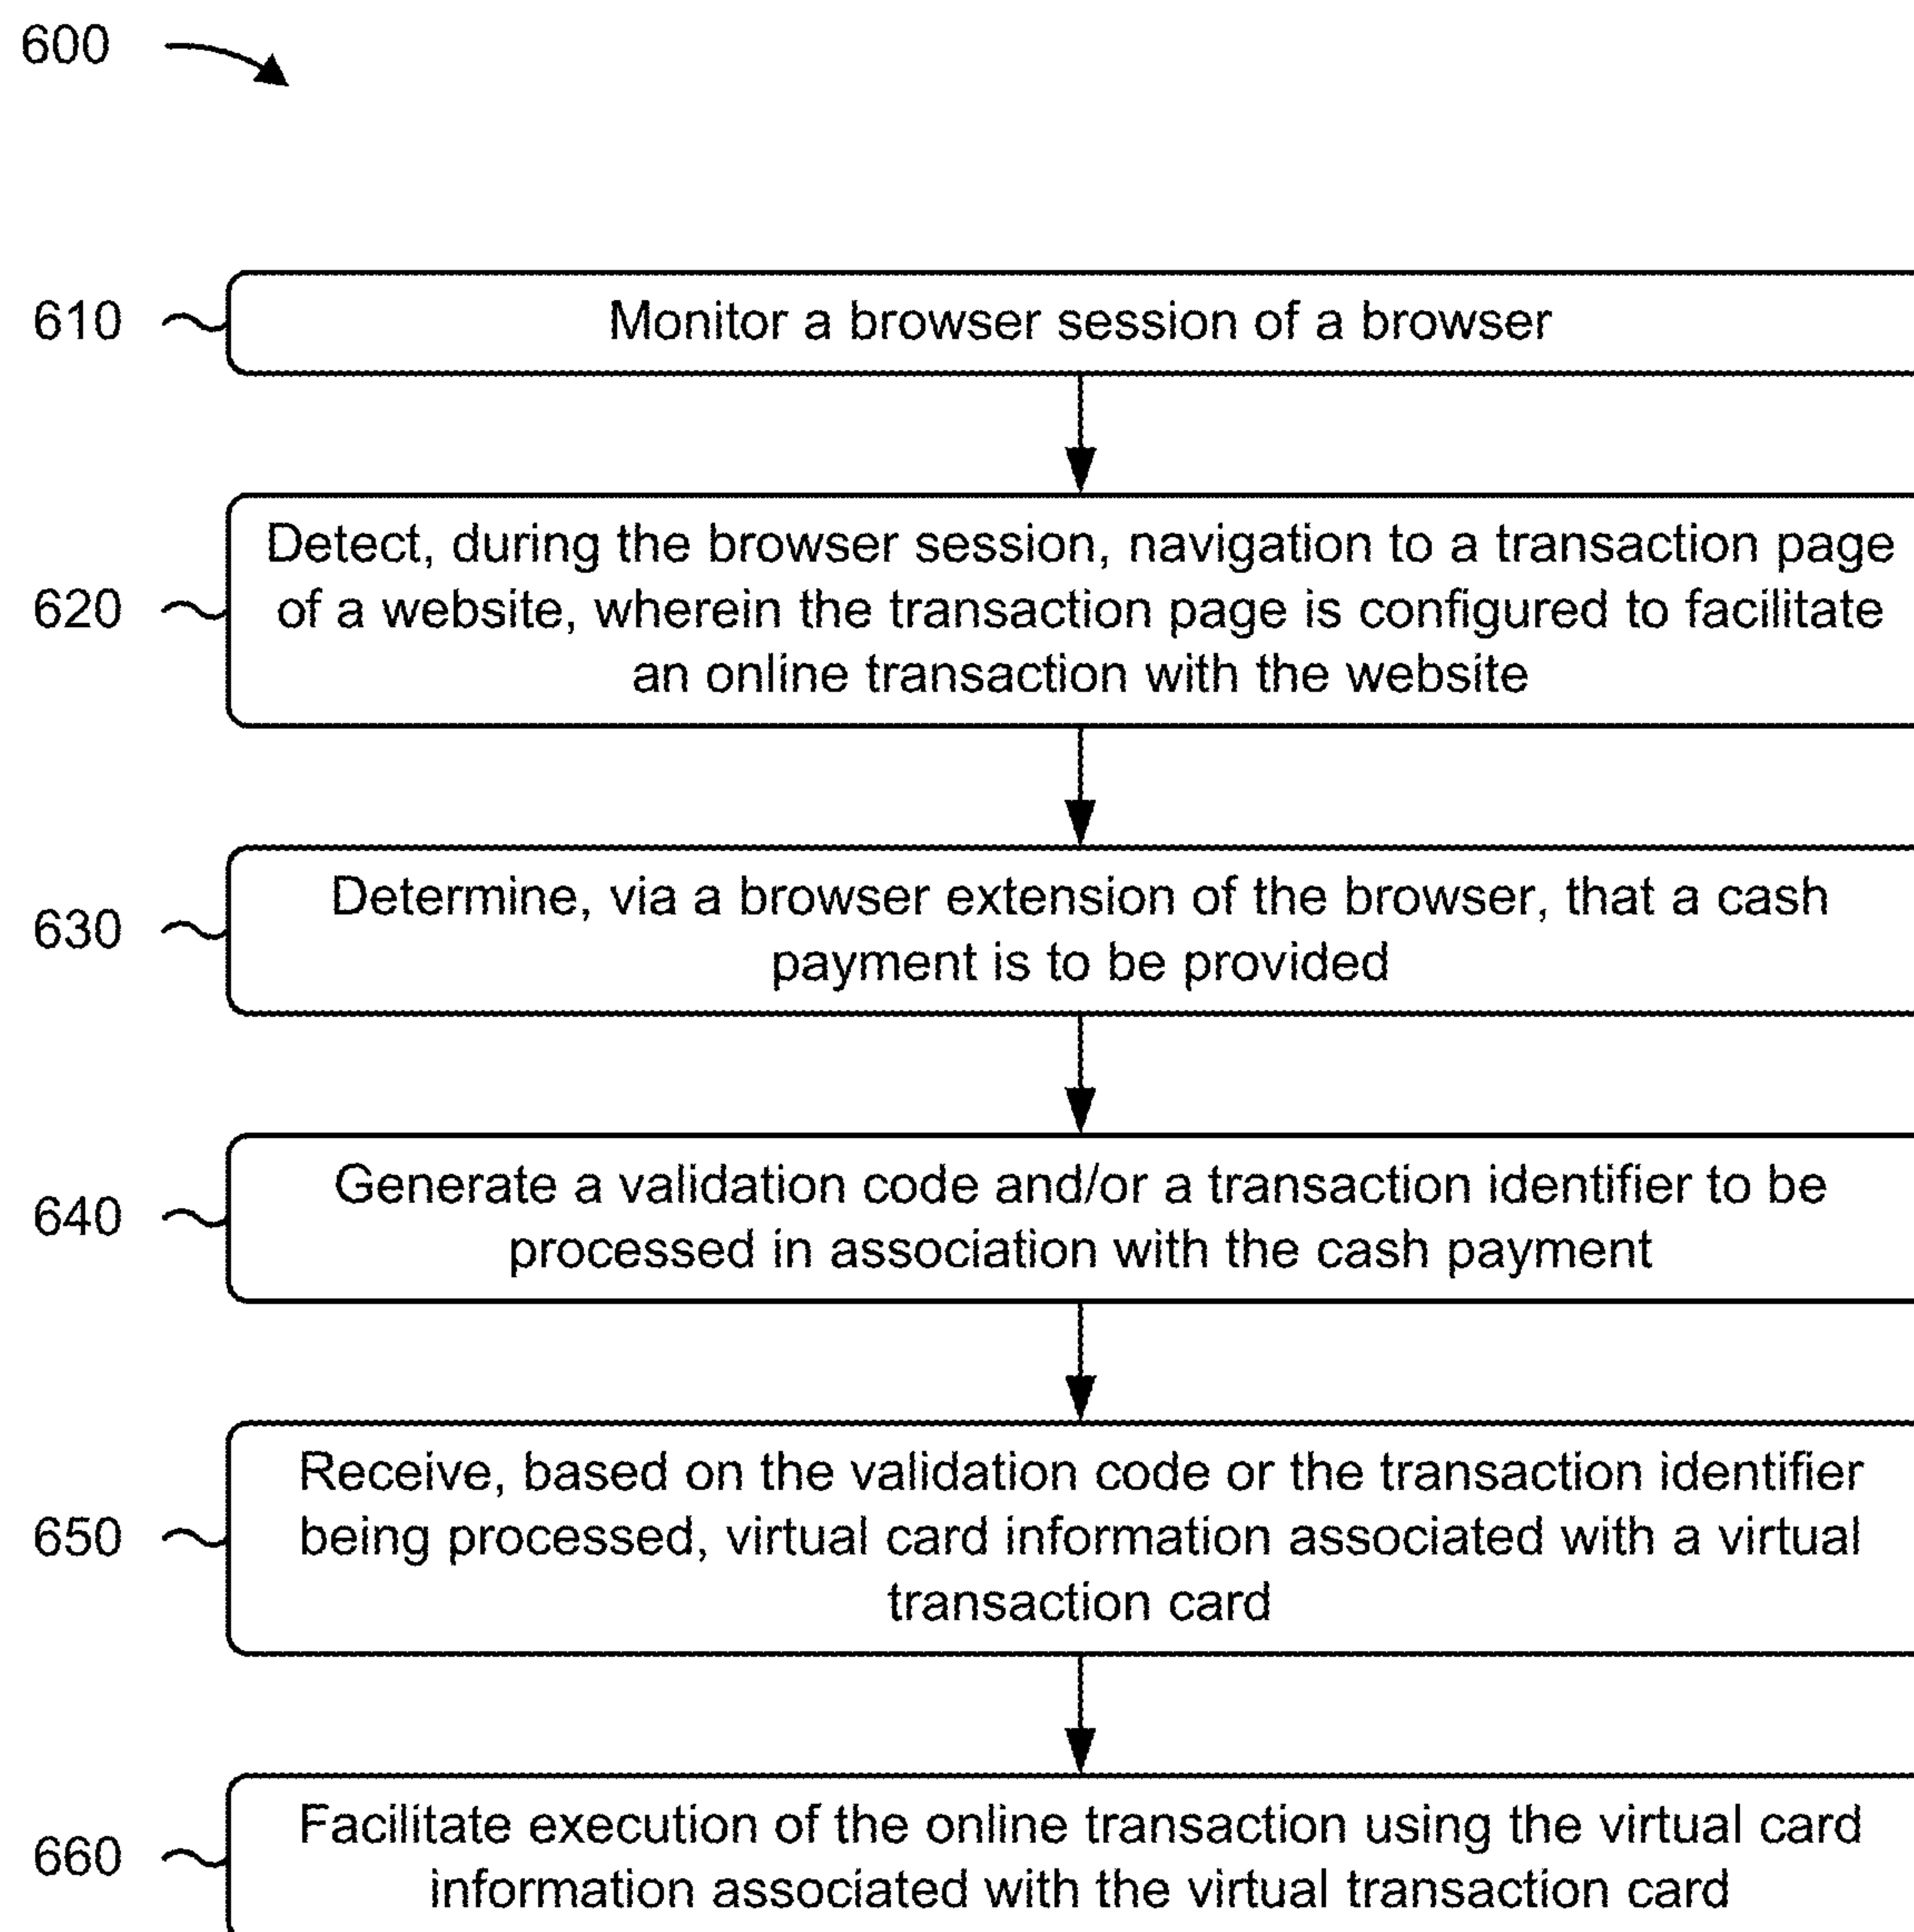 600
610
Monitor a browser session of a browser
620
Detect, during the browser session, navigation to a transaction page
of a website, wherein the transaction page is configured to facilitate
an online transaction with the website
630
Determine, via a browser extension of the browser, that a cash
payment is to be provided
640
Generate a validation code and/or a transaction identifier to be
processed in association with the cash payment
650
Receive, based on the validation code or the transaction identifier
being processed, virtual card information associated with a virtual
transaction card
660
Facilitate execution of the online transaction using the virtual card
information associated with the virtual transaction card